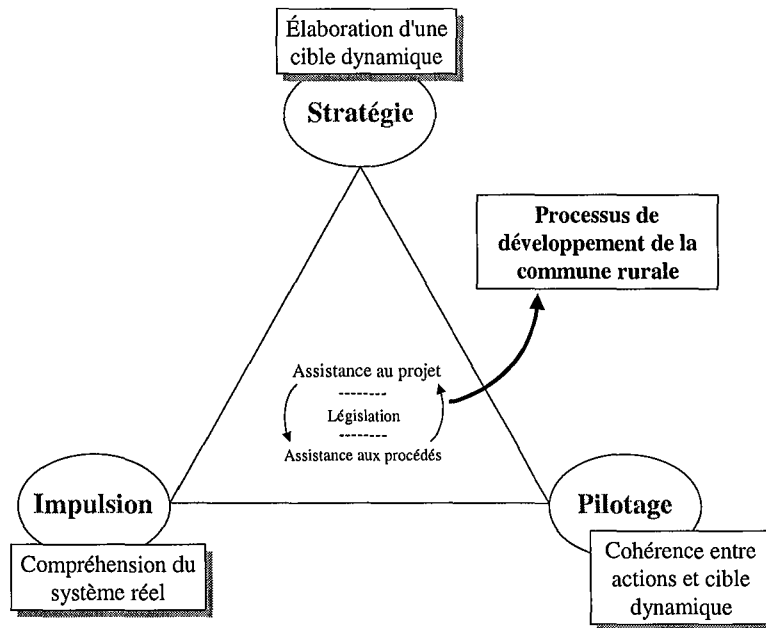 Élaboration d'une
cible dynamique
Stratégie
Processus de
développement de la
commune rurale
Assistance au projet
--------
Législation
--------
Assistance aux procédés
Impulsion
Compréhension du
système réel
Pilotage
Cohérence entre
actions et cible
dynamique